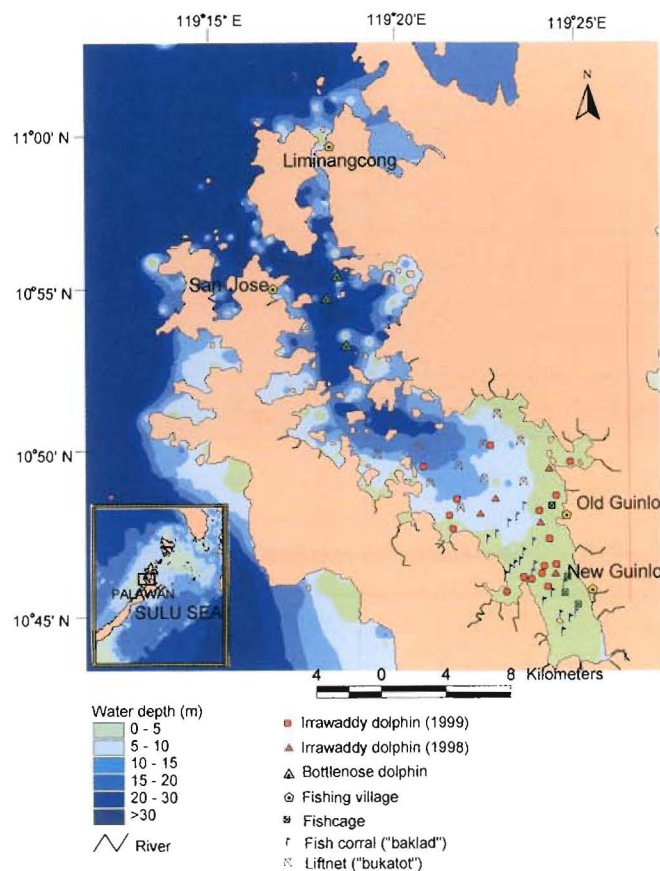 119°15' E
119°20' E
119°25' E
N
11°00' N
Liminangcong
San Jose
10°55' N
10°50' N
Old Guinlo
New Guinlo
10°45' N
PALAWAN
SULU SEA
4 0 4 8 Kilometers
Water depth (m)
0 - 5
5 - 10
10 - 15
15 - 20
20 - 30
>30
River
Irrawaddy dolphin (1999)
Irrawaddy dolphin (1998)
Bottlenose dolphin
Fishing village
Fishcage
Fish corral ("baklad")
Liftnet ("bukatot")